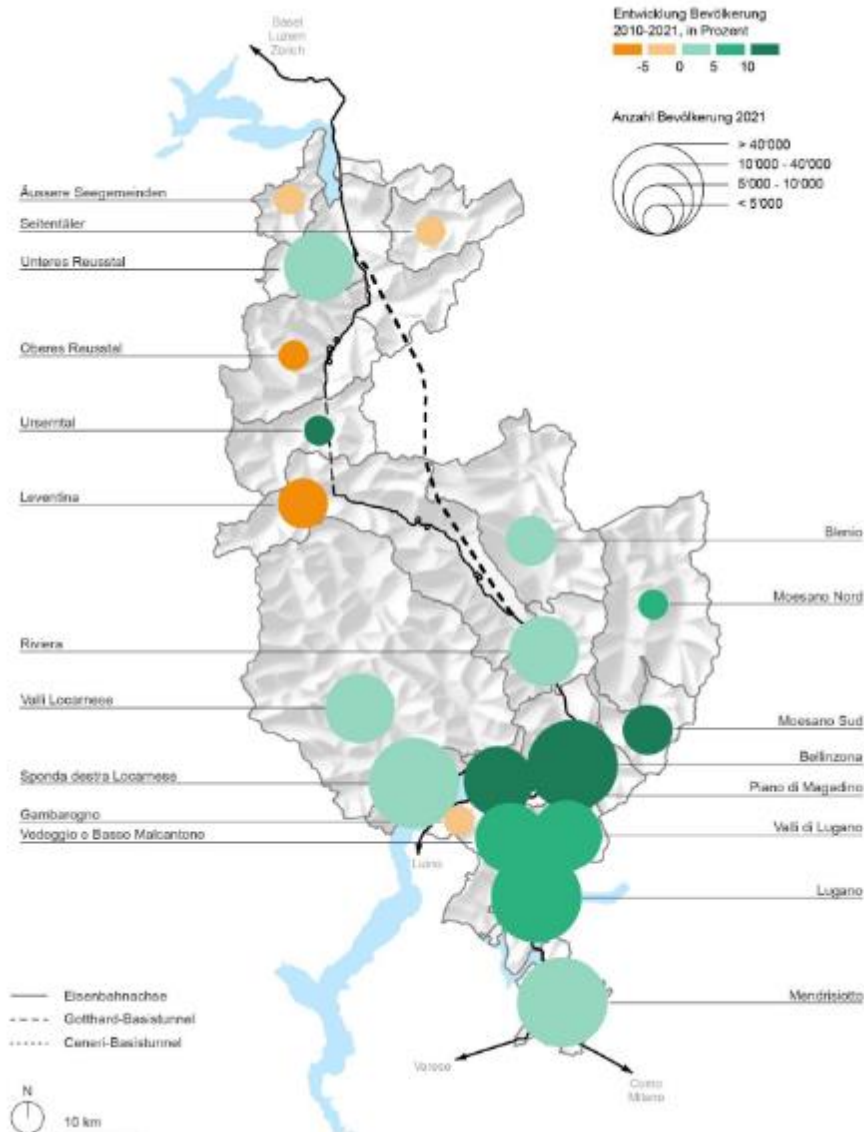 Basel
Luzern
Zürich
Entwicklung Bevölkerung
2010-2021, in Prozent
-5 0 5 10
Anzahl Bevölkerung 2021
> 40'000
10'000 - 40'000
5'000 - 10'000
< 5'000
Äussere Seegemeinden
Seitentäler
Unteres Reusstal
Oberes Reusstal
Urserntal
Leventina
Blenio
Moesano Nord
Riviera
Valli Locarnese
Moesano Sud
Bellinzona
Sponda destra Locarnese
Piano di Magadino
Gambarogno
Vedeggio e Basso Malcantone
Valli di Lugano
Luino
Lugano
Mendrisiotto
Eisenbahnachse
Gotthard-Basistunnel
Ceneri-Basistunnel
Varese
Como
Milano
N
10 km